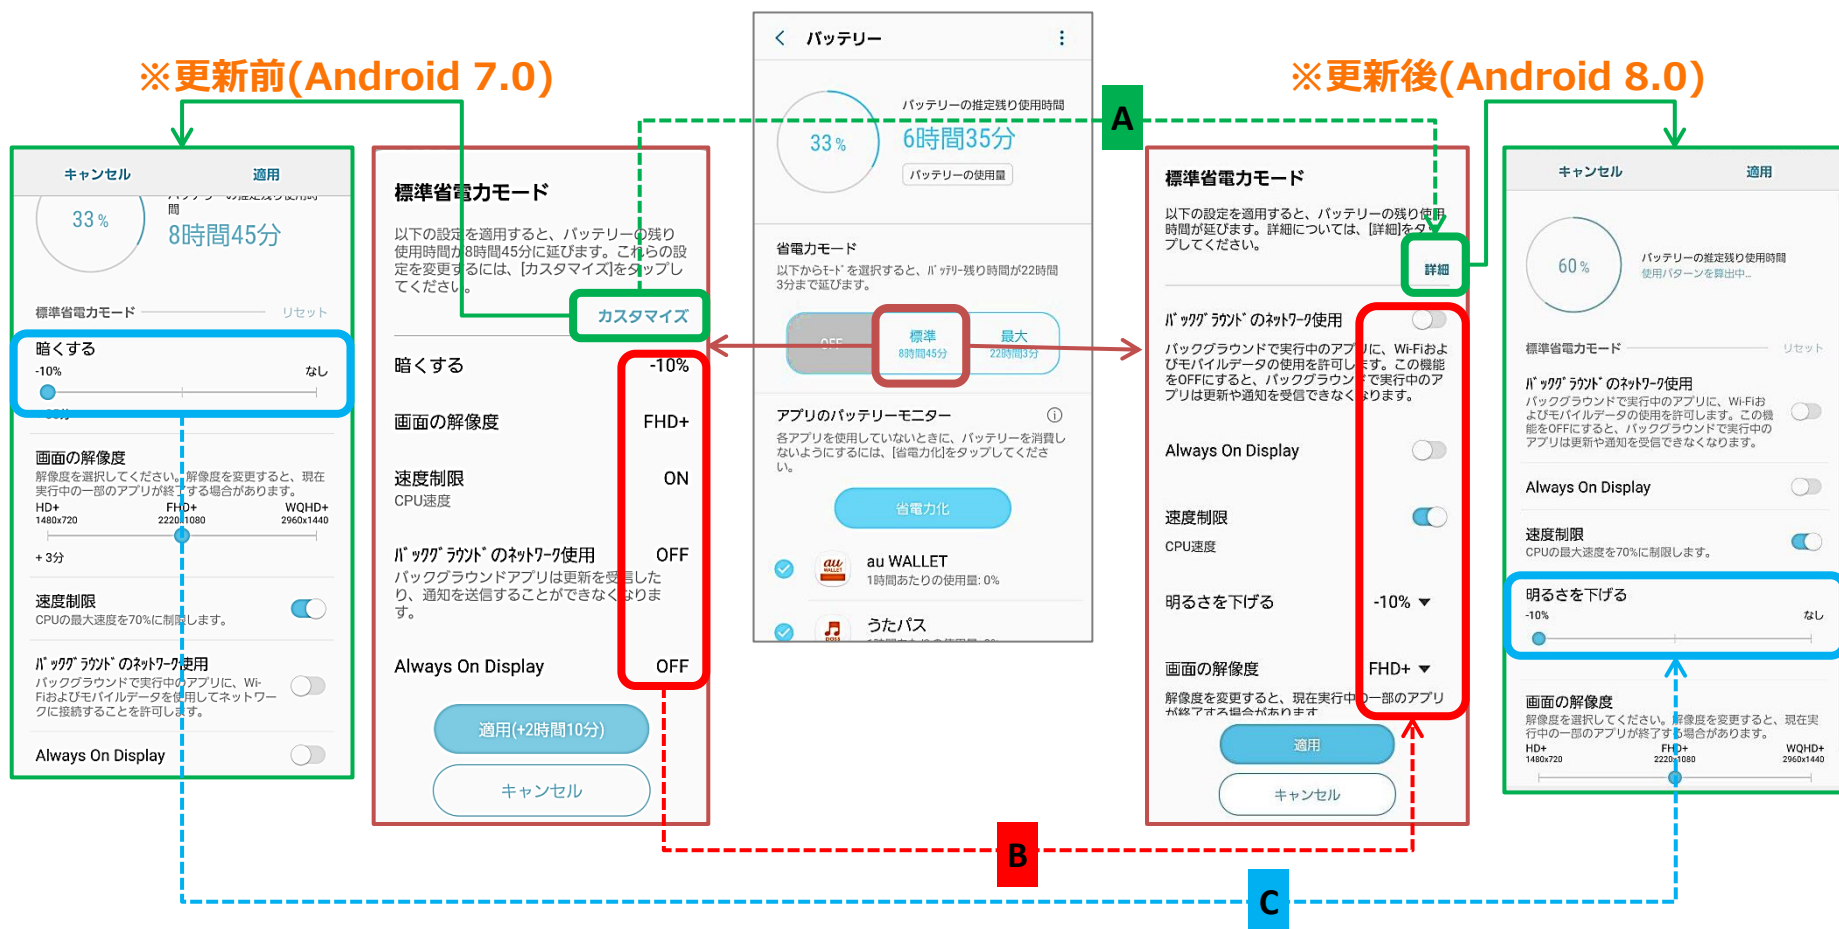 ※更新前(Android 7.0)
キャンセル
適用
33%
間
8時間45分
標準省電力モード
リセット
暗くする
-10%
なし
画面の解像度
解像度を選択してください。解像度を変更すると、現在
実行中の一部のアプリが終了する場合があります。
HD+
FHD+
WQHD+
1480x720
2220x1080
2960x1440
+ 3分
速度制限
CPUの最大速度を70%に制限します。
ﾊﾞｯｸｸﾞﾗｳﾝﾄﾞのﾈｯﾄﾜｰｸ使用
バックグラウンドで実行中のアプリに、Wi-
Fiおよびモバイルデータを使用してネットワー
クに接続することを許可します。
Always On Display
標準省電力モード
以下の設定を適用すると、バッテリーの残り
使用時間が8時間45分に延びます。これらの設
定を変更するには、[カスタマイズ]をタップし
てください。
カスタマイズ
暗くする
-10%
画面の解像度
FHD+
速度制限
ON
CPU速度
ﾊﾞｯｸｸﾞﾗｳﾝﾄﾞのﾈｯﾄﾜｰｸ使用
OFF
バックグラウンドアプリは更新を受信した
り、通知を送信することができなくなりま
す。
Always On Display
OFF
適用(+2時間10分)
キャンセル
バッテリー
33%
バッテリーの推定残り使用時間
6時間35分
バッテリーの使用量
省電力モード
以下からﾓｰﾄﾞを選択すると、ﾊﾞｯﾃﾘｰ残り時間が22時間
3分まで延びます。
OFF
標準
8時間45分
最大
22時間3分
アプリのバッテリーモニター
各アプリを使用していないときに、バッテリーを消費し
ないようにするには、[省電力化]をタップしてくださ
い。
省電力化
au WALLET
1時間あたりの使用量: 0%
うたパス
※更新後(Android 8.0)
標準省電力モード
以下の設定を適用すると、バッテリーの残り使用
時間が延びます。詳細については、[詳細]をタッ
プしてください。
詳細
ﾊﾞｯｸｸﾞﾗｳﾝﾄﾞのﾈｯﾄﾜｰｸ使用
バックグラウンドで実行中のアプリに、Wi-Fiおよ
びモバイルデータの使用を許可します。この機能
をOFFにすると、バックグラウンドで実行中のア
プリは更新や通知を受信できなくなります。
Always On Display
速度制限
CPU速度
明るさを下げる
-10% ▼
画面の解像度
FHD+ ▼
解像度を変更すると、現在実行中の一部のアプリ
が終了する場合があります
適用
キャンセル
キャンセル
適用
60%
バッテリーの推定残り使用時間
使用パターンを算出中...
標準省電力モード
リセット
ﾊﾞｯｸｸﾞﾗｳﾝﾄﾞのﾈｯﾄﾜｰｸ使用
バックグラウンドで実行中のアプリに、Wi-Fiお
よびモバイルデータの使用を許可します。この機
能をOFFにすると、バックグラウンドで実行中の
アプリは更新や通知を受信できなくなります。
Always On Display
速度制限
CPUの最大速度を70%に制限します。
明るさを下げる
-10%
なし
画面の解像度
解像度を選択してください。解像度を変更すると、現在実
行中の一部のアプリが終了する場合があります。
HD+
FHD+
WQHD+
1480x720
2220x1080
2960x1440
A
B
C